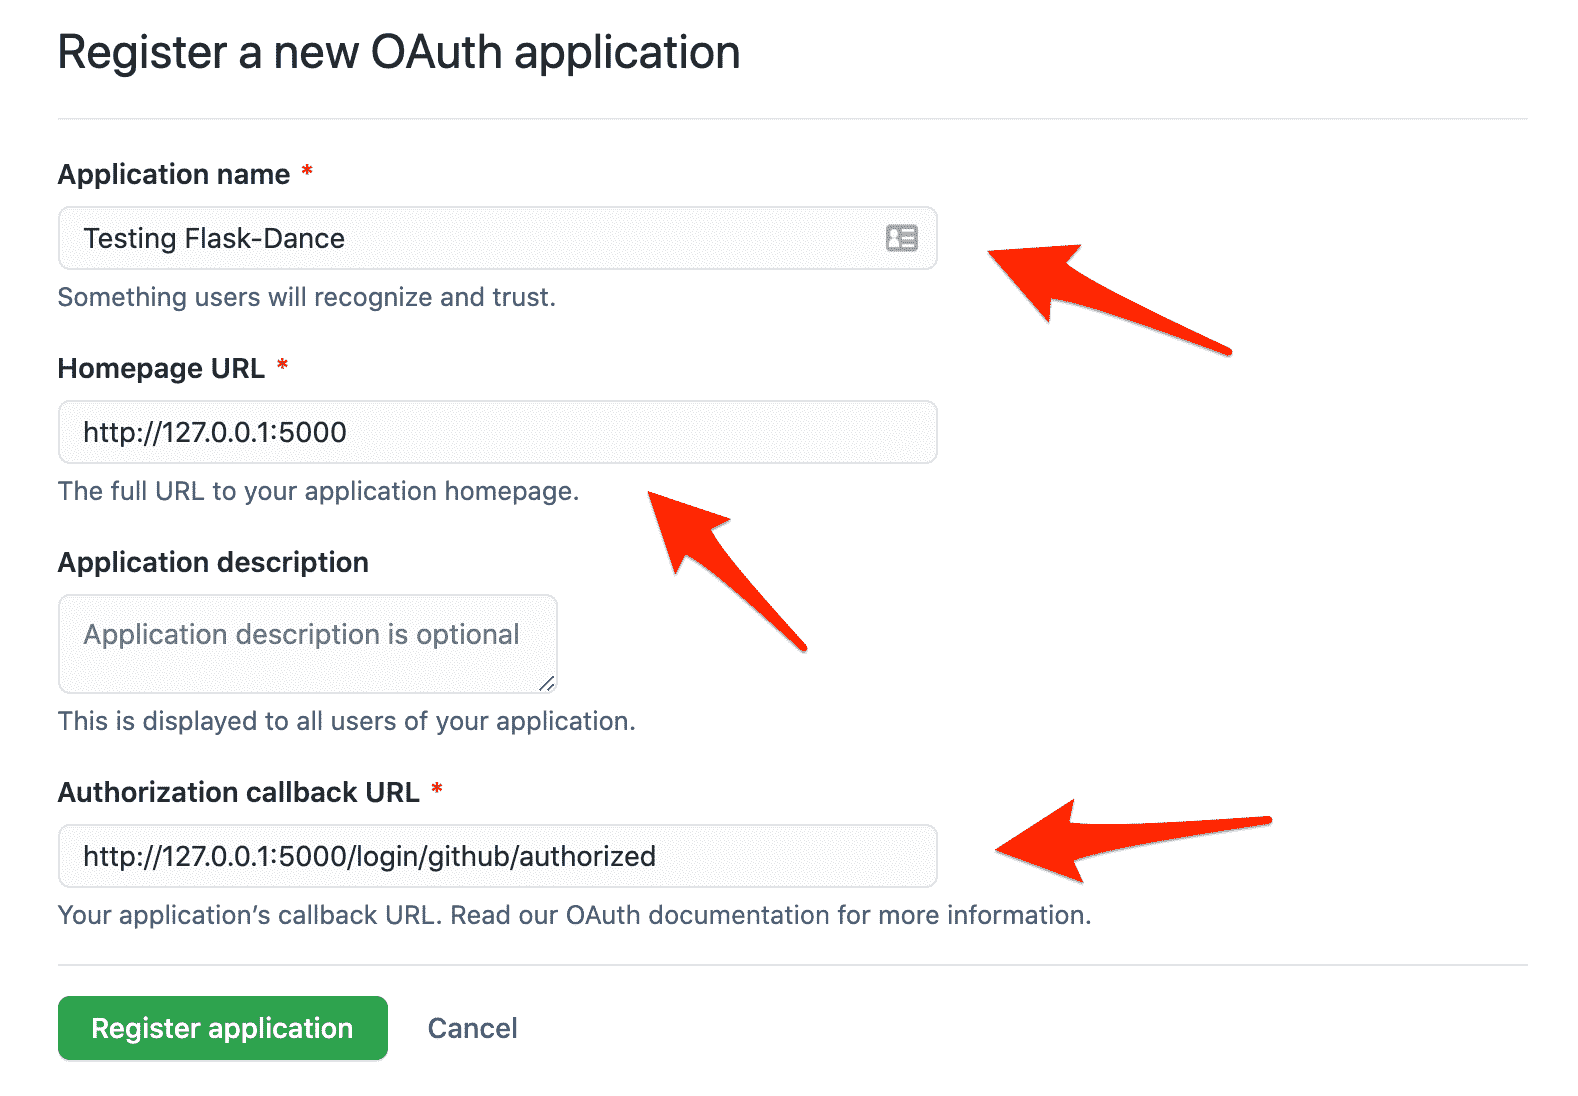 Register a new OAuth application
Application name *
Testing Flask-Dance
Something users will recognize and trust.
Homepage URL *
http://127.0.0.1:5000
The full URL to your application homepage.
Application description
Application description is optional
This is displayed to all users of your application.
Authorization callback URL *
http://127.0.0.1:5000/login/github/authorized
Your application’s callback URL. Read our OAuth documentation for more information.
Register application Cancel